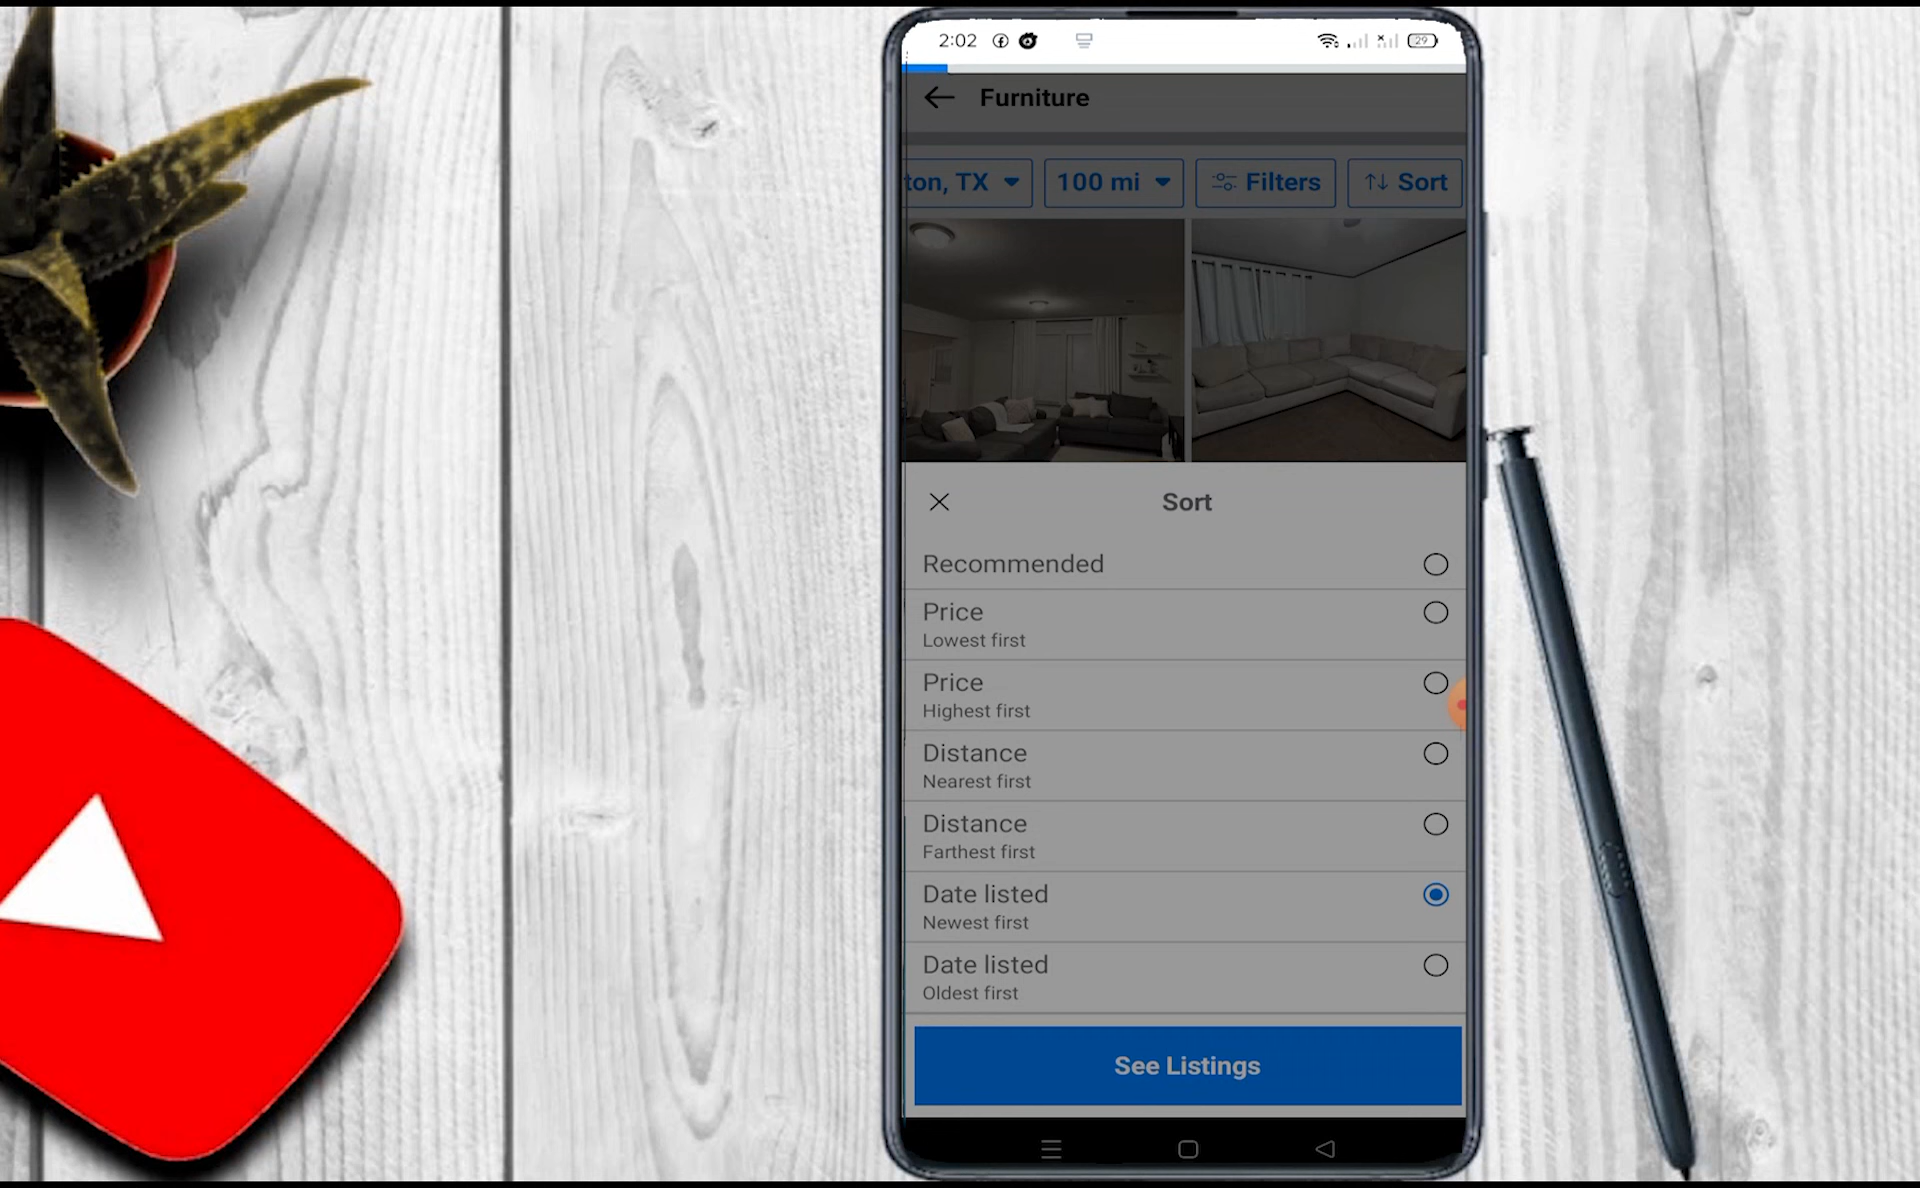 2:02
29
Furniture
ton, TX
100 mi
Filters
Sort
Sort
Recommended
Price
Lowest first
Price
Highest first
Distance
Nearest first
Distance
Farthest first
Date listed
Newest first
Date listed
Oldest first
See Listings